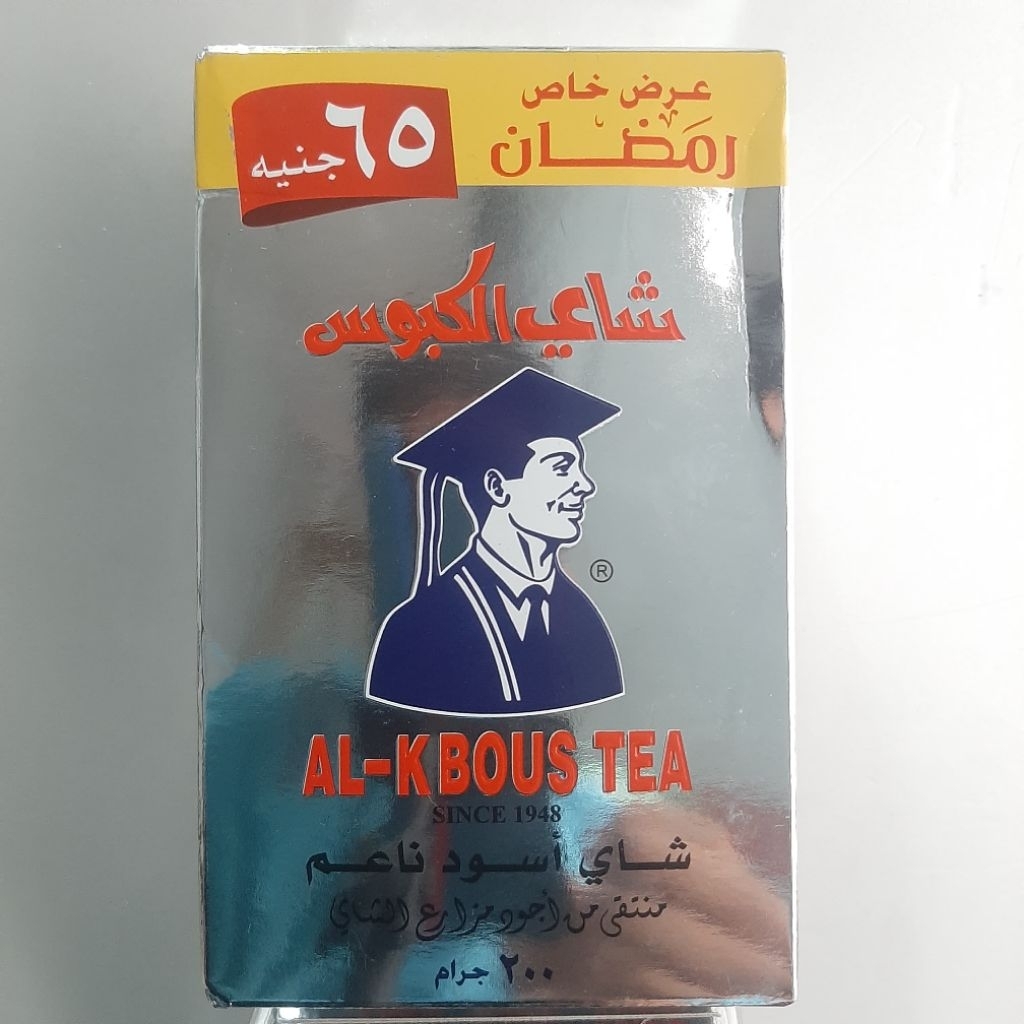 عرض خاص
رمضان
٦٥ جنيه
شاي الكبوس
®
AL-KBOUS TEA
SINCE 1948
شاي أسود ناعم
منتقى من أجود مزارع الشاي
٢٠٠ جرام